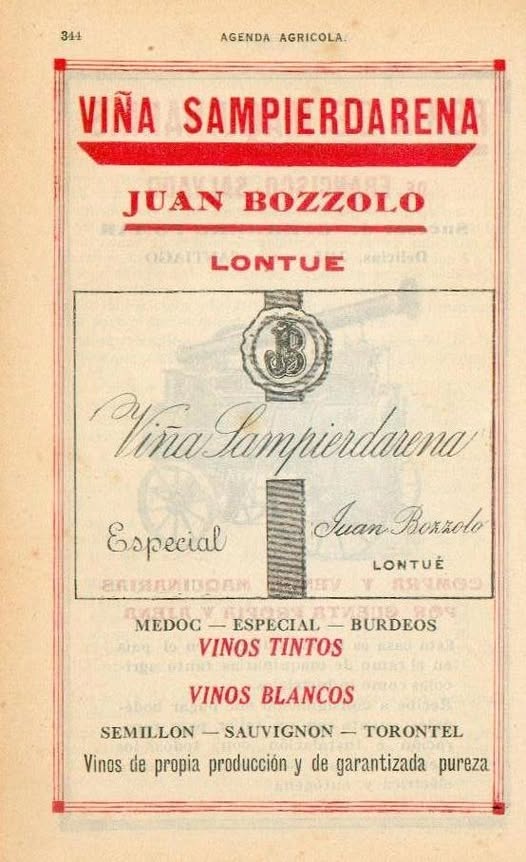 344
AGENDA AGRICOLA.
VIÑA SAMPIERDARENA
JUAN BOZZOLO
LONTUE
JB
Viña Sampierdarena
Especial
Juan Bozzolo
LONTUÉ
MEDOC — ESPECIAL — BURDEOS
VINOS TINTOS
VINOS BLANCOS
SEMILLON — SAUVIGNON — TORONTEL
Vinos de propia producción y de garantizada pureza